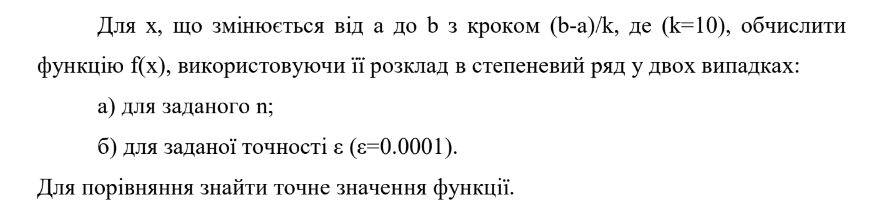 Для x, що змінюється від a до b з кроком (b-a)/k, де (k=10), обчислити
функцію f(x), використовуючи її розклад в степеневий ряд у двох випадках:
а) для заданого n;
б) для заданої точності ε (ε=0.0001).
Для порівняння знайти точне значення функції.